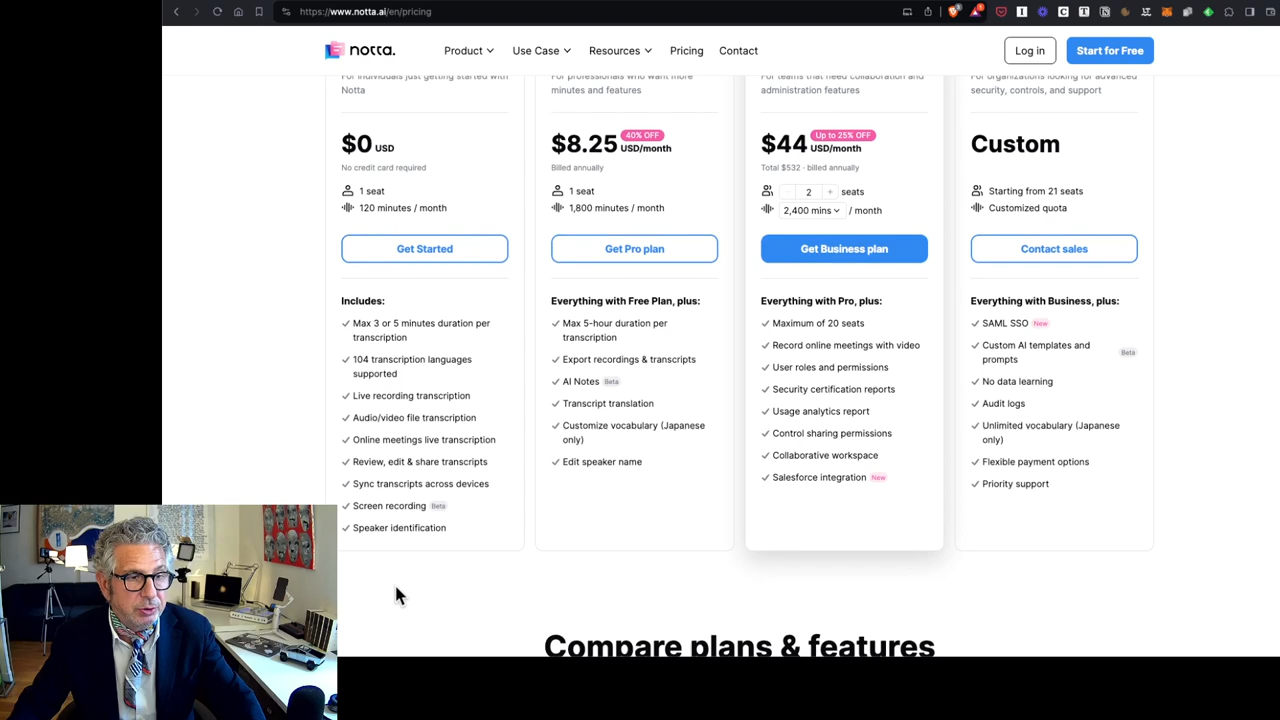 https://www.notta.ai/en/pricing
notta.
Product
Use Case
Resources
Pricing
Contact
Log in
Start for Free
For individuals just getting started with
Notta
$0 USD
No credit card required
1 seat
120 minutes / month
Get Started
Includes:
Max 3 or 5 minutes duration per
transcription
104 transcription languages
supported
Live recording transcription
Audio/video file transcription
Online meetings live transcription
Review, edit & share transcripts
Sync transcripts across devices
Screen recording Beta
Speaker identification
For professionals who want more
minutes and features
$8.25 40% OFF
USD/month
Billed annually
1 seat
1,800 minutes / month
Get Pro plan
Everything with Free Plan, plus:
Max 5-hour duration per
transcription
Export recordings & transcripts
AI Notes Beta
Transcript translation
Customize vocabulary (Japanese
only)
Edit speaker name
For teams that need collaboration and
administration features
$44 Up to 25% OFF
USD/month
Total $532 · billed annually
2 seats
2,400 mins / month
Get Business plan
Everything with Pro, plus:
Maximum of 20 seats
Record online meetings with video
User roles and permissions
Security certification reports
Usage analytics report
Control sharing permissions
Collaborative workspace
Salesforce integration New
For organizations looking for advanced
security, controls, and support
Custom
Starting from 21 seats
Customized quota
Contact sales
Everything with Business, plus:
SAML SSO New
Custom AI templates and
prompts Beta
No data learning
Audit logs
Unlimited vocabulary (Japanese
only)
Flexible payment options
Priority support
Compare plans & features